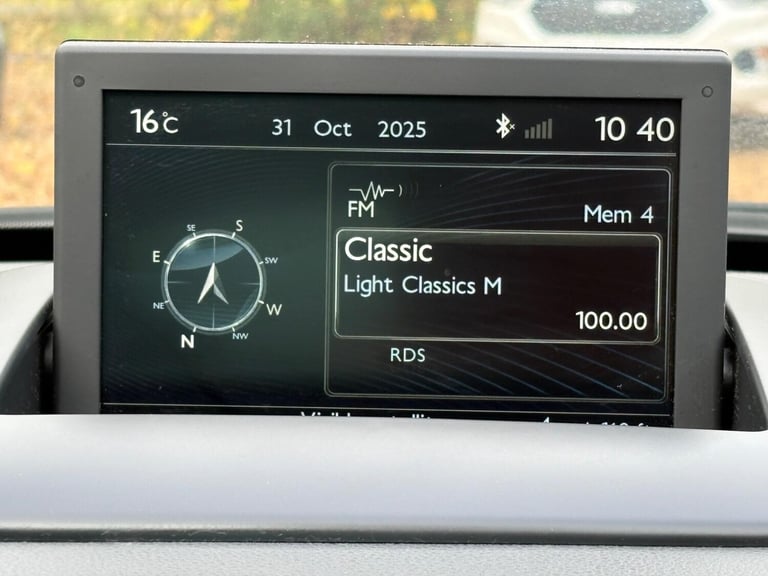 16°C 31 Oct 2025 10 40
FM
Mem 4
Classic
Light Classics M
100.00
RDS
SE S
E SW
NE W
N NW